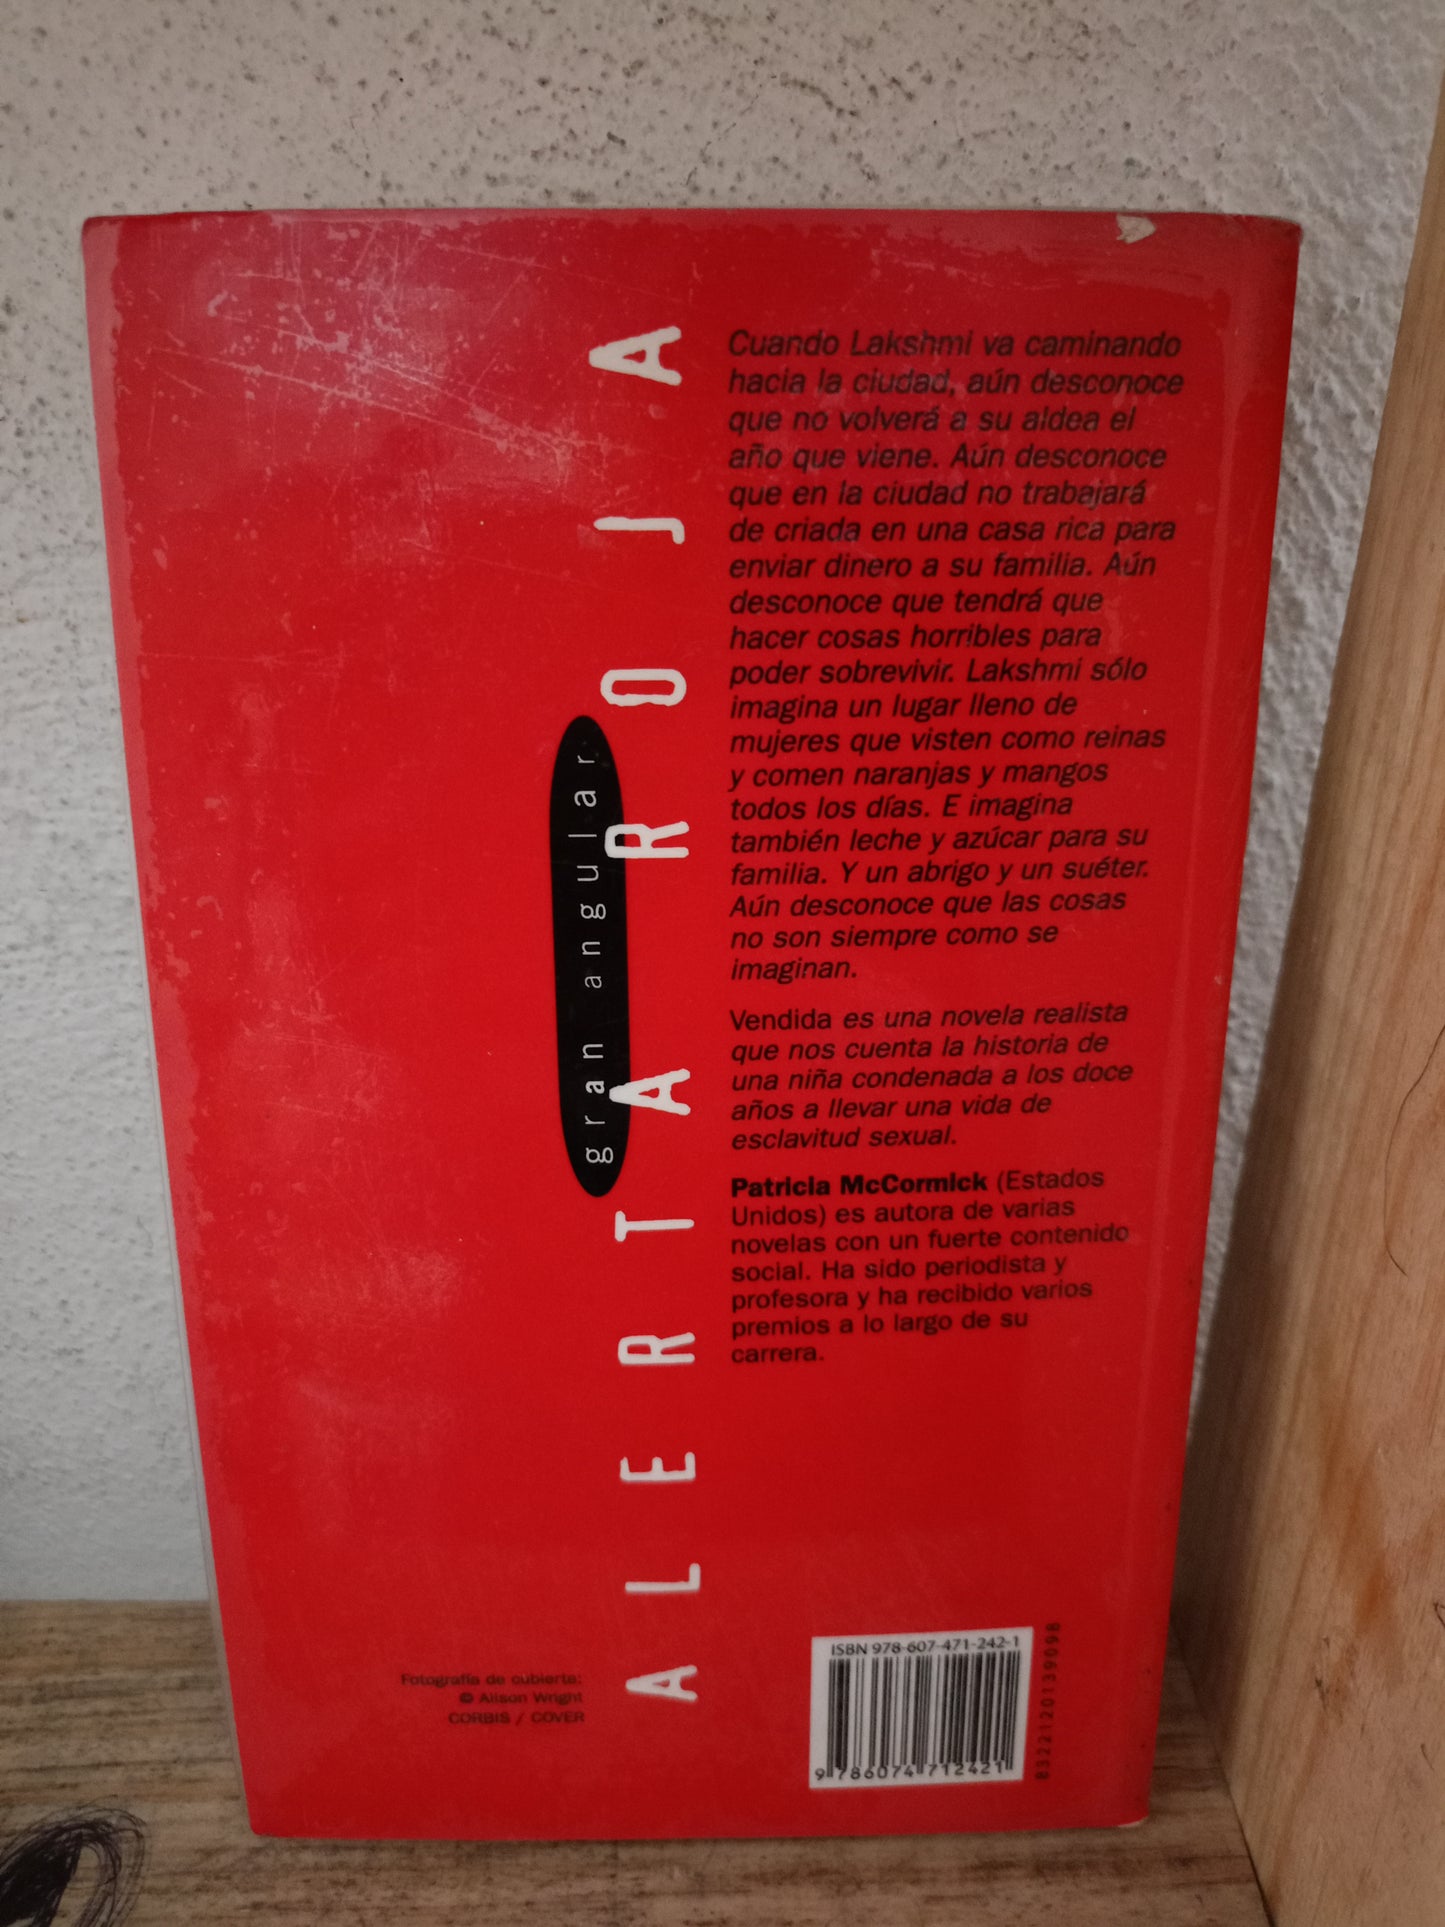 ALERTA ROJA
gran angular
Cuando Lakshmi va caminando
hacia la ciudad, aún desconoce
que no volverá a su aldea el
año que viene. Aún desconoce
que en la ciudad no trabajará
de criada en una casa rica para
enviar dinero a su familia. Aún
desconoce que tendrá que
hacer cosas horribles para
poder sobrevivir. Lakshmi sólo
imagina un lugar lleno de
mujeres que visten como reinas
y comen naranjas y mangos
todos los días. E imagina
también leche y azúcar para su
familia. Y un abrigo y un suéter.
Aún desconoce que las cosas
no son siempre como se
imaginan.
Vendida es una novela realista
que nos cuenta la historia de
una niña condenada a los doce
años a llevar una vida de
esclavitud sexual.
Patricia McCormick (Estados
Unidos) es autora de varias
novelas con un fuerte contenido
social. Ha sido periodista y
profesora y ha recibido varios
premios a lo largo de su
carrera.
Fotografía de cubierta:
© Alison Wright
CORBIS / COVER
ISBN 978-607-471-242-1
9 786074 712421
8322120139098